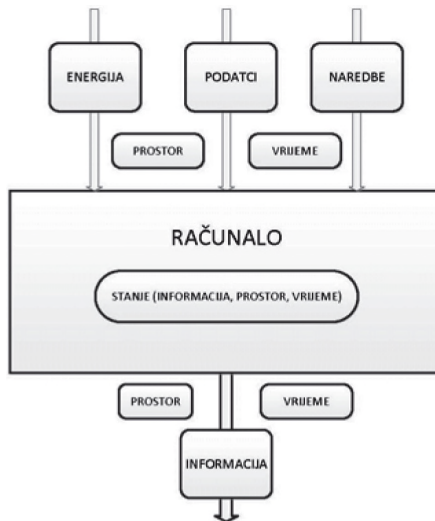 ENERGIJA PODATCI NAREDBE
PROSTOR VRIJEME
RAČUNALO
STANJE (INFORMACIJA, PROSTOR, VRIJEME)
PROSTOR VRIJEME
INFORMACIJA